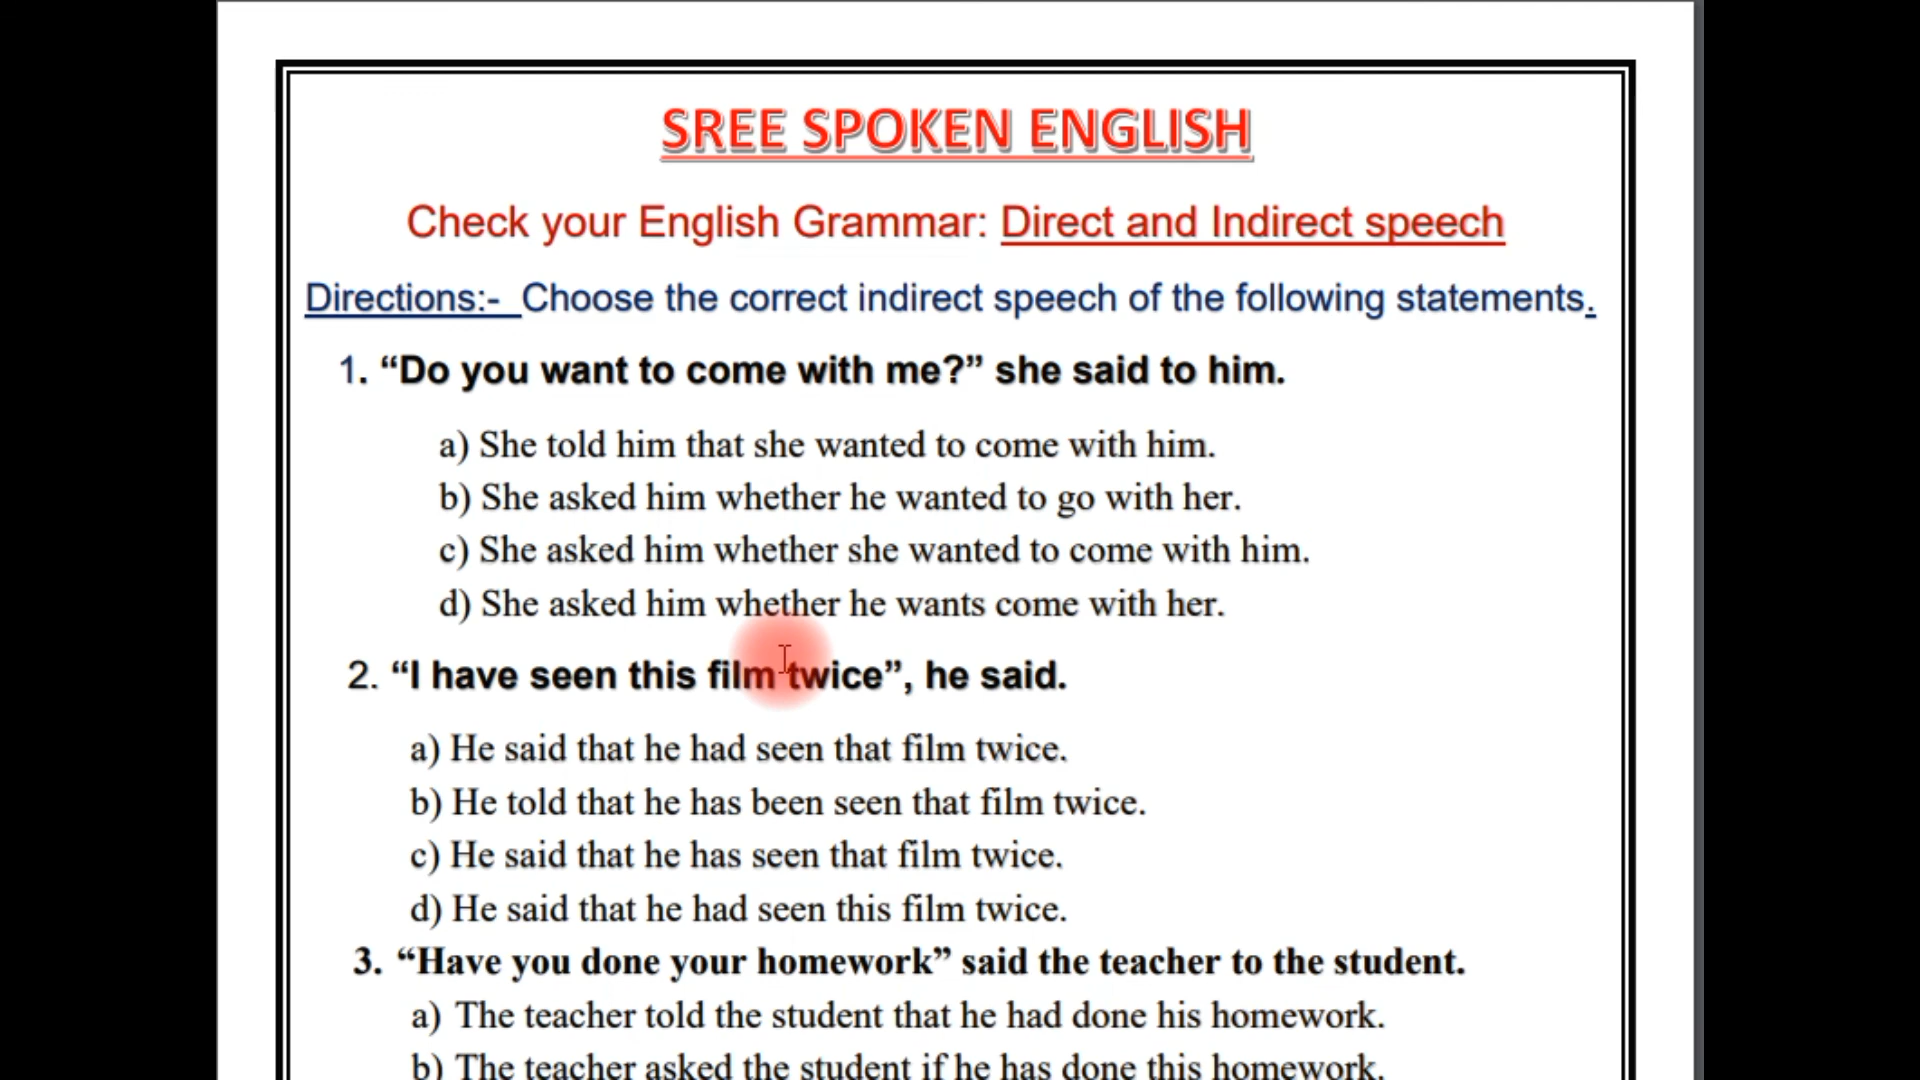 SREE SPOKEN ENGLISH
Check your English Grammar: Direct and Indirect speech
Directions:- Choose the correct indirect speech of the following statements.
1. “Do you want to come with me?” she said to him.
a) She told him that she wanted to come with him.
b) She asked him whether he wanted to go with her.
c) She asked him whether she wanted to come with him.
d) She asked him whether he wants come with her.
2. “I have seen this film twice”, he said.
a) He said that he had seen that film twice.
b) He told that he has been seen that film twice.
c) He said that he has seen that film twice.
d) He said that he had seen this film twice.
3. “Have you done your homework” said the teacher to the student.
a) The teacher told the student that he had done his homework.
b) The teacher asked the student if he has done this homework.